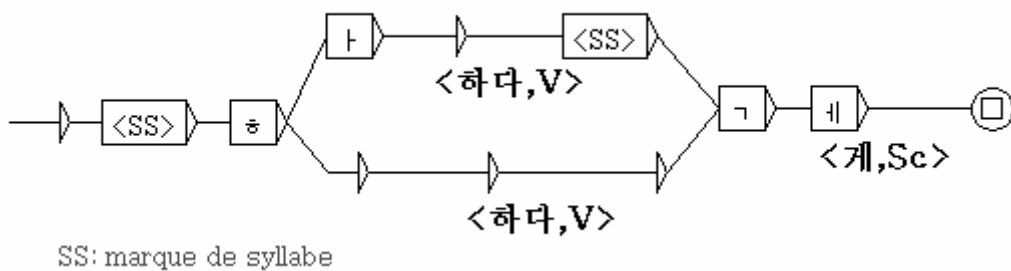 ㅏ <SS>
<하다,V>
<SS> ㅎ ㄱ ㅔ
<게,Sc>
<하다,V>
SS: marque de syllabe